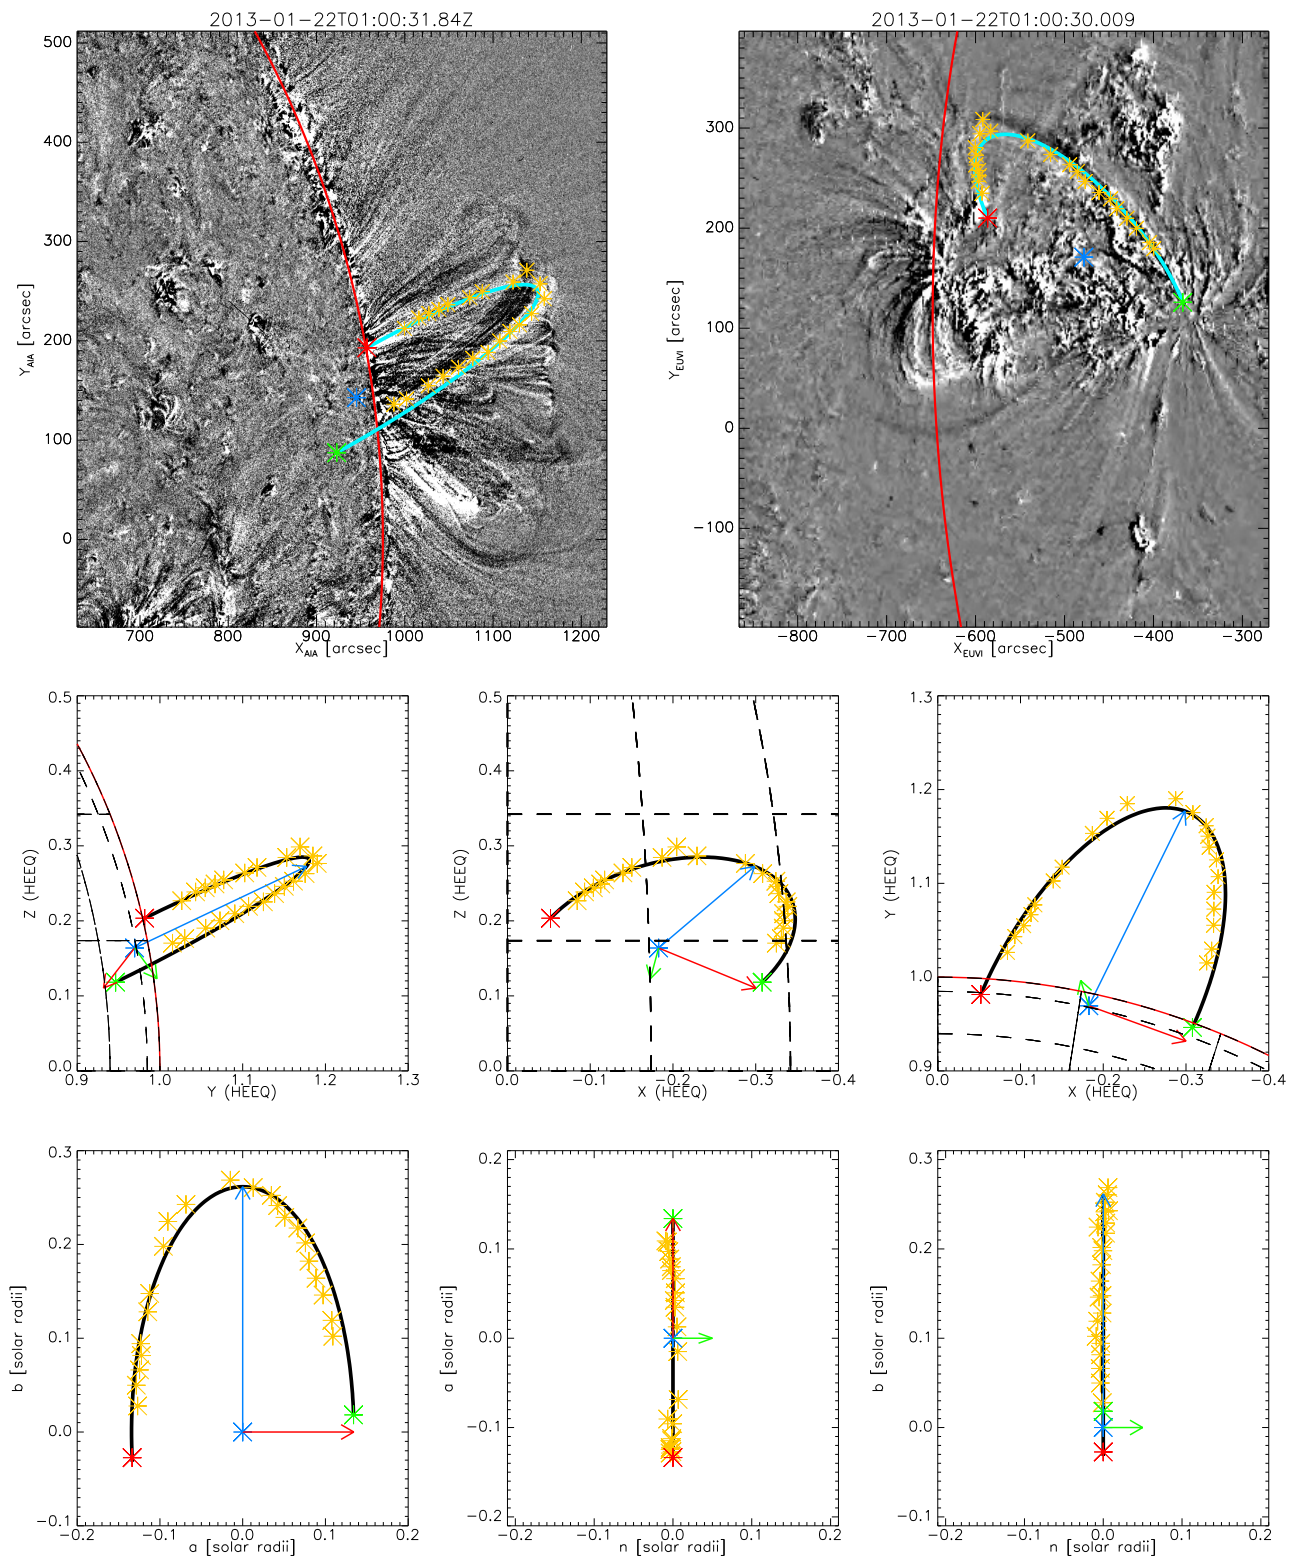 2013-01-22T01:00:31.84Z
2013-01-22T01:00:30.009
500
400
300
200
100
0
Y_AIA [arcsec]
700 800 900 1000 1100 1200
X_AIA [arcsec]
300
200
100
0
−100
Y_EUVI [arcsec]
−800 −700 −600 −500 −400 −300
X_EUVI [arcsec]
0.5
0.4
0.3
0.2
0.1
0.0
Z (HEEQ)
0.9 1.0 1.1 1.2 1.3
Y (HEEQ)
0.5
0.4
0.3
0.2
0.1
0.0
Z (HEEQ)
0.0 −0.1 −0.2 −0.3 −0.4
X (HEEQ)
1.3
1.2
1.1
1.0
0.9
Y (HEEQ)
0.0 −0.1 −0.2 −0.3 −0.4
X (HEEQ)
0.3
0.2
0.1
0.0
−0.1
b [solar radii]
−0.2 −0.1 0.0 0.1 0.2
a [solar radii]
0.2
0.1
0.0
−0.1
−0.2
a [solar radii]
−0.2 −0.1 0.0 0.1 0.2
n [solar radii]
0.3
0.2
0.1
0.0
−0.1
b [solar radii]
−0.2 −0.1 0.0 0.1 0.2
n [solar radii]